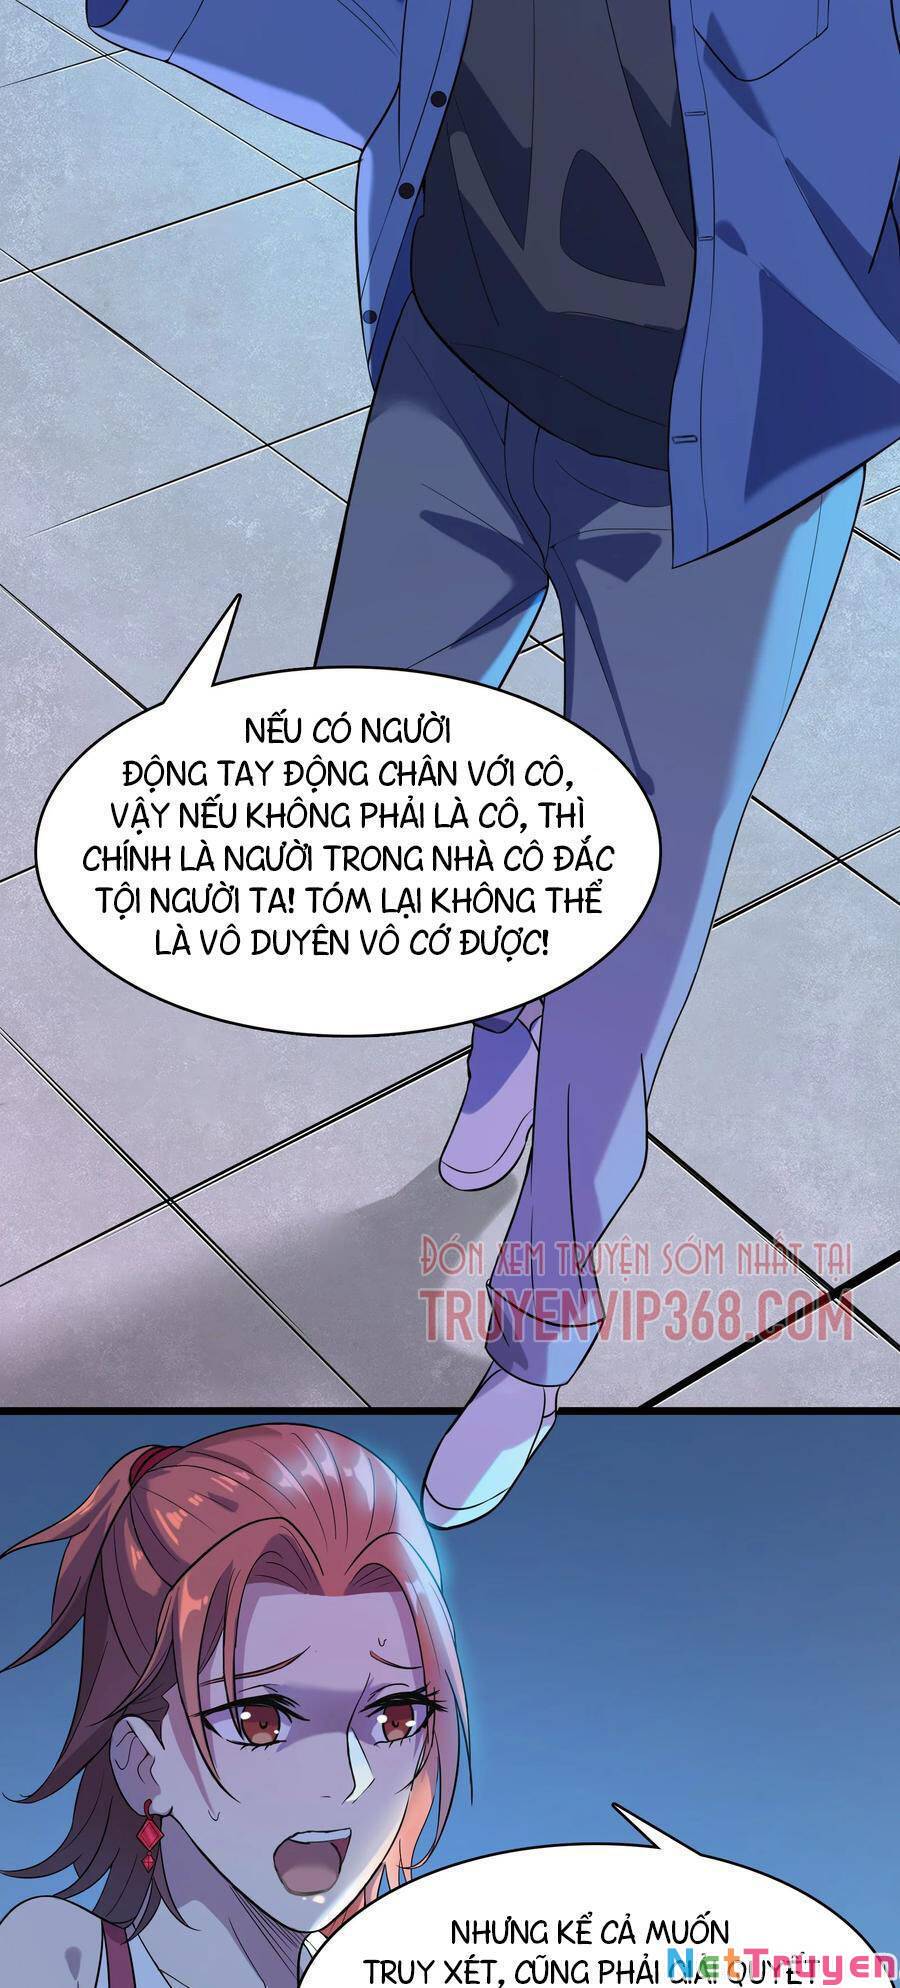 NẾU CÓ NGƯỜI
ĐỘNG TAY ĐỘNG CHÂN VỚI CÔ,
VẬY NẾU KHÔNG PHẢI LÀ CÔ, THÌ
CHÍNH LÀ NGƯỜI TRONG NHÀ CÔ ĐẮC
TỘI NGƯỜI TA! TÓM LẠI KHÔNG THỂ
LÀ VÔ DUYÊN VÔ CỚ ĐƯỢC!
ĐÓN XEM TRUYỆN SỚM NHẤT TẠI
TRUYENVIP368.COM
NHƯNG KỂ CẢ MUỐN
TRUY XÉT, CŨNG PHẢI GIẢI QUYẾT
NetTruyen